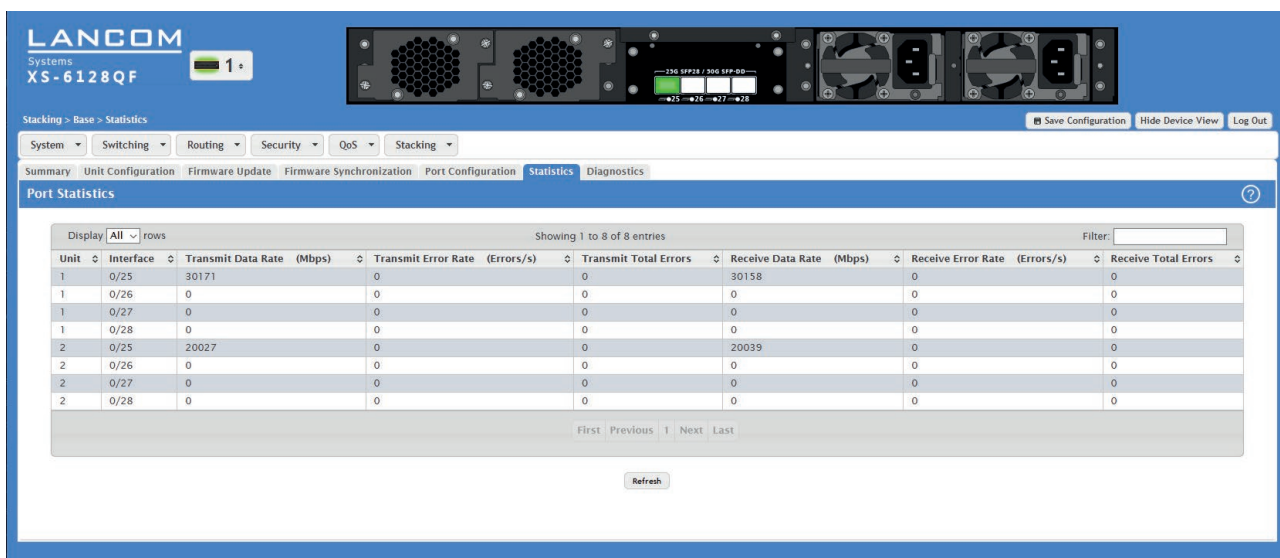 LANCOM
Systems
XS-6128QF
1
25G SFP28 / 50G SFP-DD
25 26 27 28
Stacking > Base > Statistics
Save Configuration Hide Device View Log Out
System Switching Routing Security QoS Stacking
Summary Unit Configuration Firmware Update Firmware Synchronization Port Configuration Statistics Diagnostics
Port Statistics ?
Display All rows Showing 1 to 8 of 8 entries Filter:
Unit Interface Transmit Data Rate (Mbps) Transmit Error Rate (Errors/s) Transmit Total Errors Receive Data Rate (Mbps) Receive Error Rate (Errors/s) Receive Total Errors
1 0/25 30171 0 0 30158 0 0
1 0/26 0 0 0 0 0 0
1 0/27 0 0 0 0 0 0
1 0/28 0 0 0 0 0 0
2 0/25 20027 0 0 20039 0 0
2 0/26 0 0 0 0 0 0
2 0/27 0 0 0 0 0 0
2 0/28 0 0 0 0 0 0
First Previous 1 Next Last
Refresh